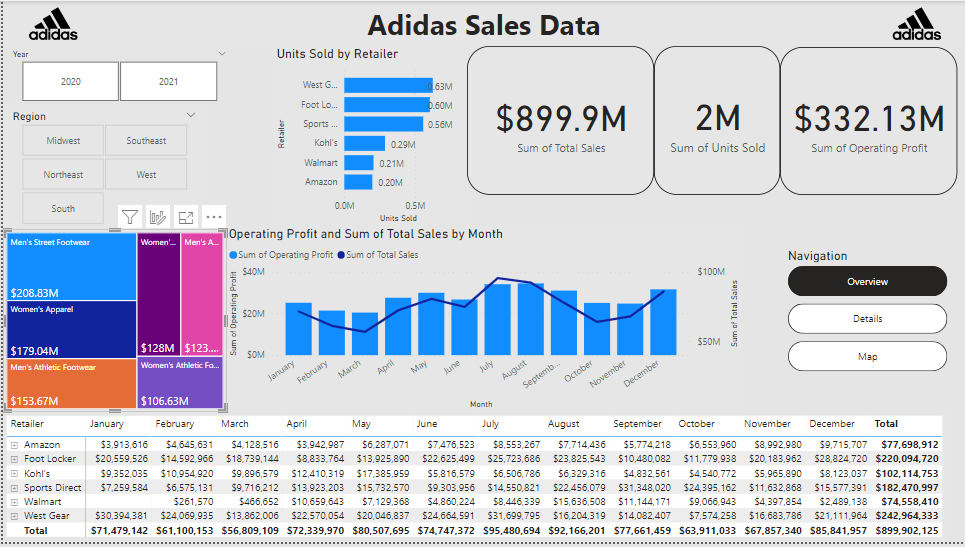 adidas
Adidas Sales Data
adidas
Year
2020
2021
Region
Midwest
Southeast
Northeast
West
South
Units Sold by Retailer
Retailer
West G...
0.63M
Foot Lo...
0.60M
Sports ...
0.56M
Kohl's
0.29M
Walmart
0.21M
Amazon
0.20M
0.0M
0.5M
Units Sold
$899.9M
Sum of Total Sales
2M
Sum of Units Sold
$332.13M
Sum of Operating Profit
Men's Street Footwear
$208.83M
Women's Apparel
$179.04M
Men's Athletic Footwear
$153.67M
Women'...
$128M
Men's A...
$123....
Women's Athletic Fo...
$106.63M
Operating Profit and Sum of Total Sales by Month
Sum of Operating Profit
Sum of Total Sales
Sum of Operating Profit
$40M
$20M
$0M
$100M
$50M
Sum of Total Sales
January
February
March
April
May
June
July
August
Septemb...
October
November
December
Month
Navigation
Overview
Details
Map
Retailer January February March April May June July August September October November December Total
Amazon $3,913,616 $4,645,631 $4,128,516 $3,942,987 $6,287,071 $7,476,523 $8,553,267 $7,714,436 $5,774,218 $6,553,960 $8,992,980 $9,715,707 $77,698,912
Foot Locker $20,559,526 $14,592,966 $18,739,144 $8,833,764 $13,925,890 $22,625,499 $25,723,686 $23,825,543 $10,480,082 $11,779,938 $20,183,962 $28,824,720 $220,094,720
Kohl's $9,352,035 $10,954,920 $9,896,579 $12,410,319 $17,385,959 $5,816,579 $6,506,786 $6,329,316 $4,832,561 $4,540,772 $5,965,890 $8,123,037 $102,114,753
Sports Direct $7,259,584 $6,575,131 $9,716,212 $13,923,203 $15,732,570 $9,303,956 $14,550,821 $22,456,079 $31,348,020 $24,395,162 $11,632,868 $15,577,391 $182,470,997
Walmart $261,570 $466,652 $10,659,643 $7,129,368 $4,860,224 $8,446,339 $15,636,508 $11,144,171 $9,066,943 $4,397,854 $2,489,138 $74,558,410
West Gear $30,394,381 $24,069,935 $13,862,006 $22,570,054 $20,046,837 $24,664,591 $31,699,795 $16,204,319 $14,082,407 $7,574,258 $16,683,786 $21,111,964 $242,964,333
Total $71,479,142 $61,100,153 $56,809,109 $72,339,970 $80,507,695 $74,747,372 $95,480,694 $92,166,201 $77,661,459 $63,911,033 $67,857,340 $85,841,957 $899,902,125